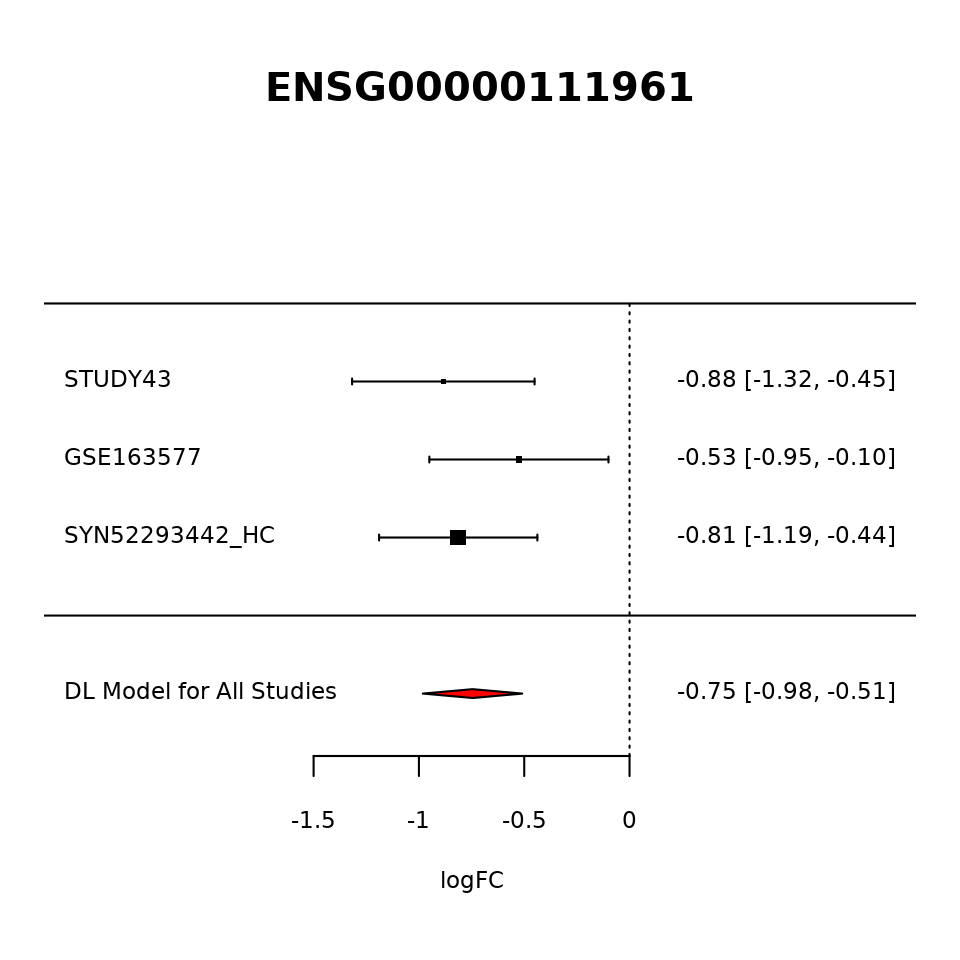 ENSG00000111961
STUDY43 -0.88 [-1.32, -0.45]
GSE163577 -0.53 [-0.95, -0.10]
SYN52293442_HC -0.81 [-1.19, -0.44]
DL Model for All Studies -0.75 [-0.98, -0.51]
-1.5 -1 -0.5 0
logFC